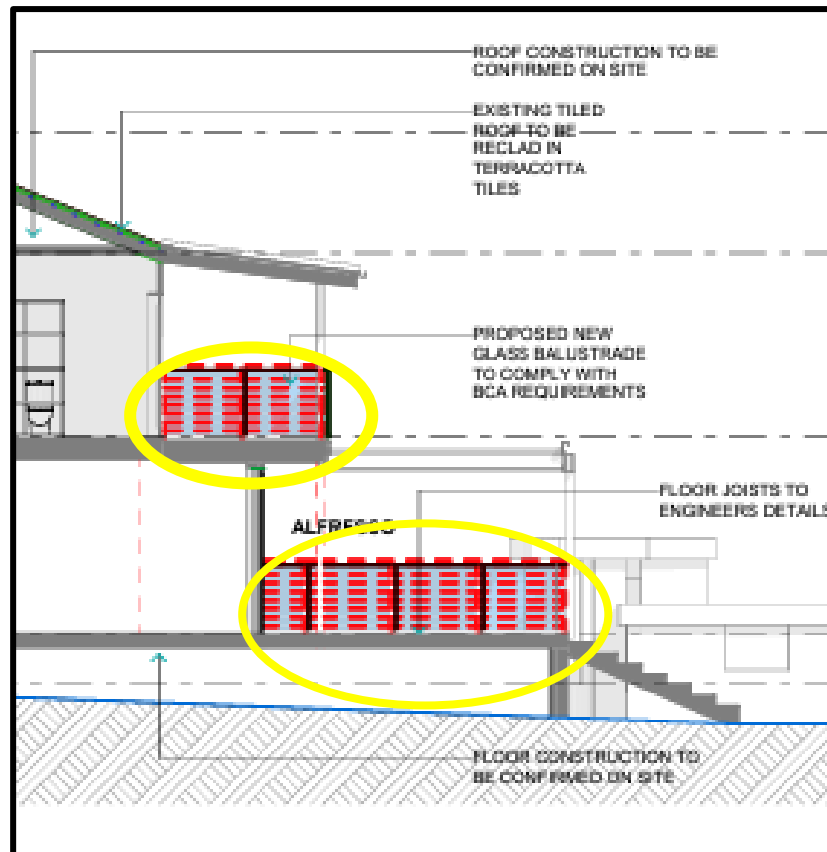 ROOF CONSTRUCTION TO BE
CONFIRMED ON SITE
EXISTING TILED
ROOF TO BE
RECLAD IN
TERRACOTTA
TILES
PROPOSED NEW
GLASS BALUSTRADE
TO COMPLY WITH
BCA REQUIREMENTS
FLOOR JOISTS TO
ENGINEERS DETAILS
ALFRESCO
FLOOR CONSTRUCTION TO
BE CONFIRMED ON SITE